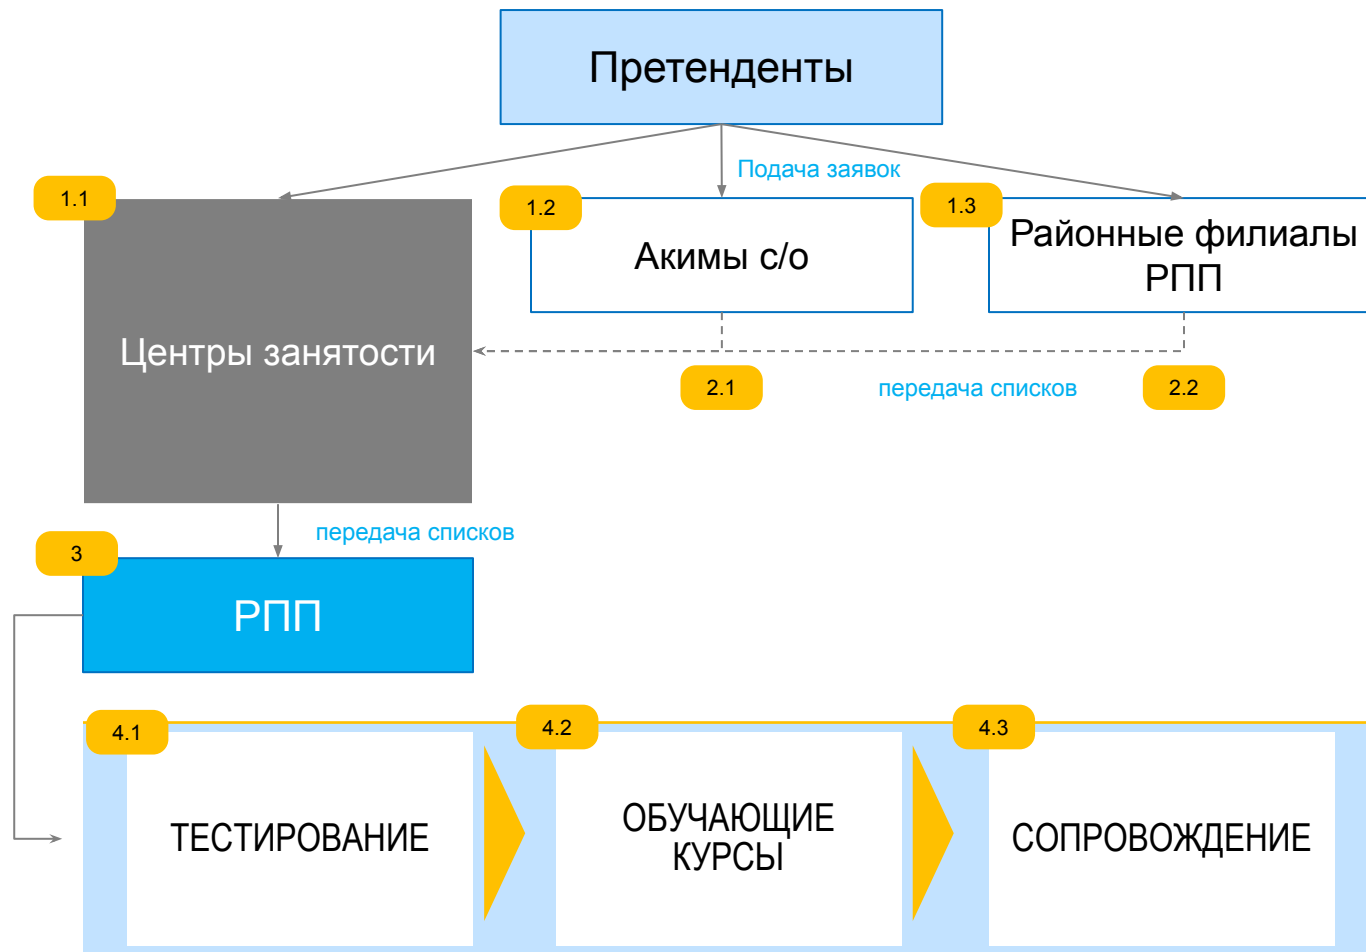 Претенденты
Подача заявок
1.1
1.2
1.3
Центры занятости
Акимы с/о
Районные филиалы
РПП
2.1
передача списков
2.2
передача списков
3
РПП
4.1
4.2
4.3
ТЕСТИРОВАНИЕ
ОБУЧАЮЩИЕ
КУРСЫ
СОПРОВОЖДЕНИЕ